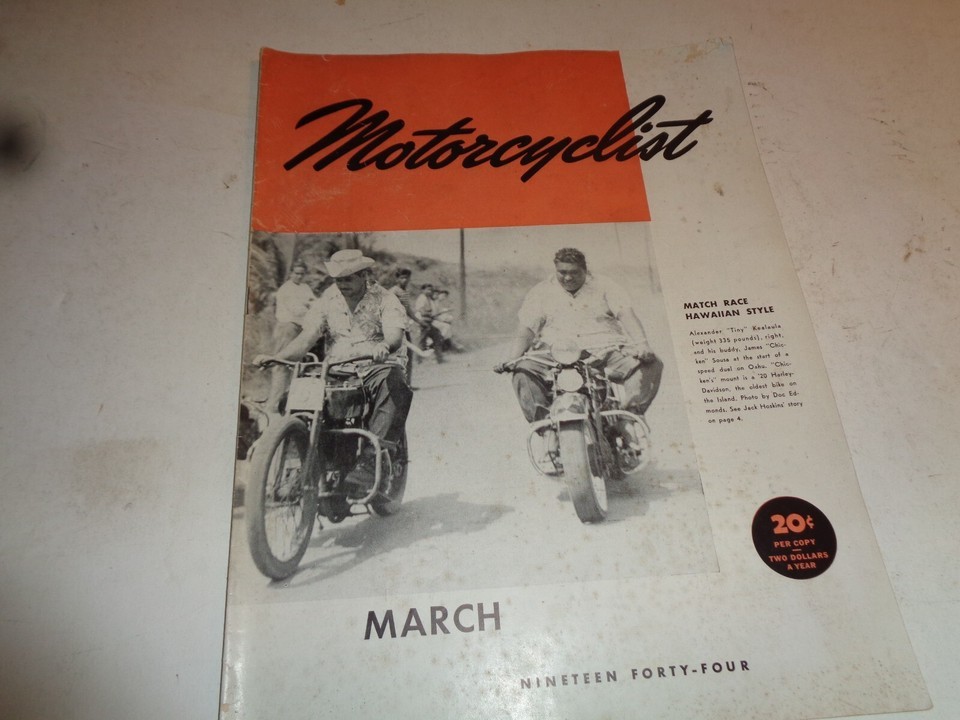 Motorcyclist
MATCH RACE
HAWAIIAN STYLE
Alexander "Tiny"
(weight 336 pounds), right,
and his buddy, James "Chic-
ken" Sousa at the start of a
speed duel on Oahu. "Chic-
ken's" mount is a '20 Harley-
Davidson, the oldest bike on
the Island. Photo by Doc Ed-
monds. See Jack Hoskins' story
on page 4.
20¢
PER COPY
TWO DOLLARS
A YEAR
MARCH
NINETEEN FORTY-FOUR